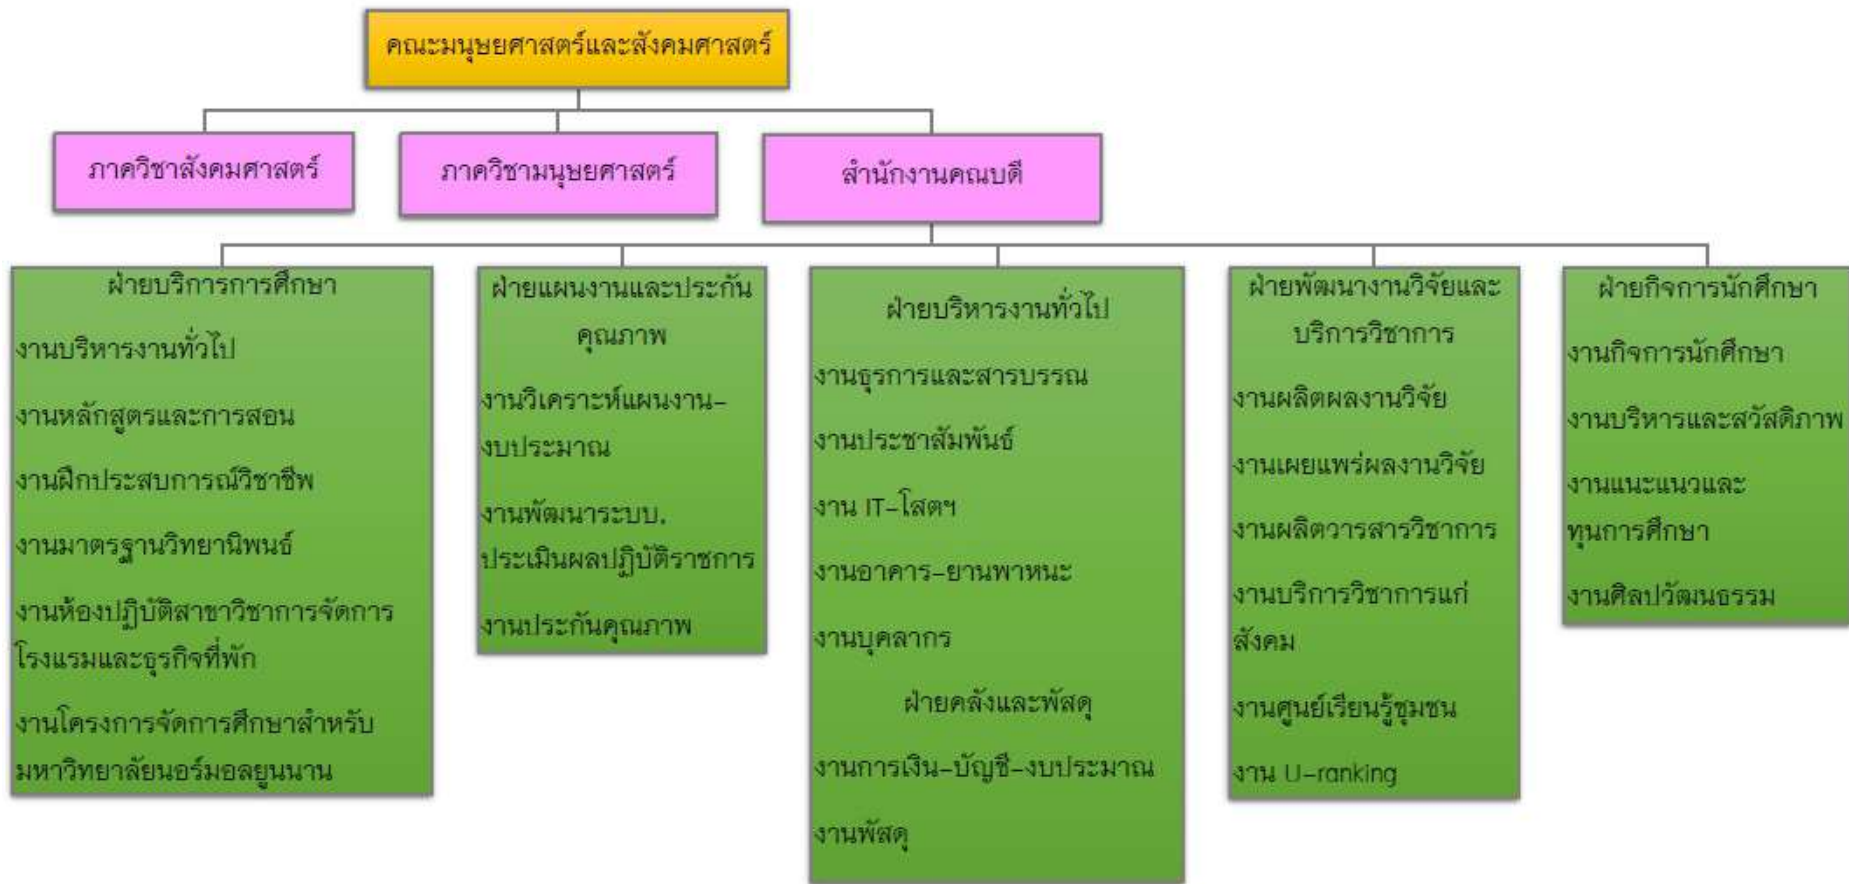 คณะมนุษยศาสตร์และสังคมศาสตร์
ภาควิชาสังคมศาสตร์
ภาควิชามนุษยศาสตร์
สำนักงานคณบดี
ฝ่ายบริการการศึกษา
งานบริหารงานทั่วไป
งานหลักสูตรและการสอน
งานฝึกประสบการณ์วิชาชีพ
งานมาตรฐานวิทยานิพนธ์
งานห้องปฏิบัติสาขาวิชาการจัดการ
โรงแรมและธุรกิจที่พัก
งานโครงการจัดการศึกษาสำหรับ
มหาวิทยาลัยนอร์มอลยูนนาน
ฝ่ายแผนงานและประกัน
คุณภาพ
งานวิเคราะห์แผนงาน-
งบประมาณ
งานพัฒนาระบบ.
ประเมินผลปฏิบัติราชการ
งานประกันคุณภาพ
ฝ่ายบริหารงานทั่วไป
งานธุรการและสารบรรณ
งานประชาสัมพันธ์
งาน IT-โสตฯ
งานอาคาร-ยานพาหนะ
งานบุคลากร
ฝ่ายคลังและพัสดุ
งานการเงิน-บัญชี-งบประมาณ
งานพัสดุ
ฝ่ายพัฒนางานวิจัยและ
บริการวิชาการ
งานผลิตผลงานวิจัย
งานเผยแพร่ผลงานวิจัย
งานผลิตวารสารวิชาการ
งานบริการวิชาการแก่
สังคม
งานศูนย์เรียนรู้ชุมชน
งาน U-ranking
ฝ่ายกิจการนักศึกษา
งานกิจการนักศึกษา
งานบริหารและสวัสดิภาพ
งานแนะแนวและ
ทุนการศึกษา
งานศิลปวัฒนธรรม